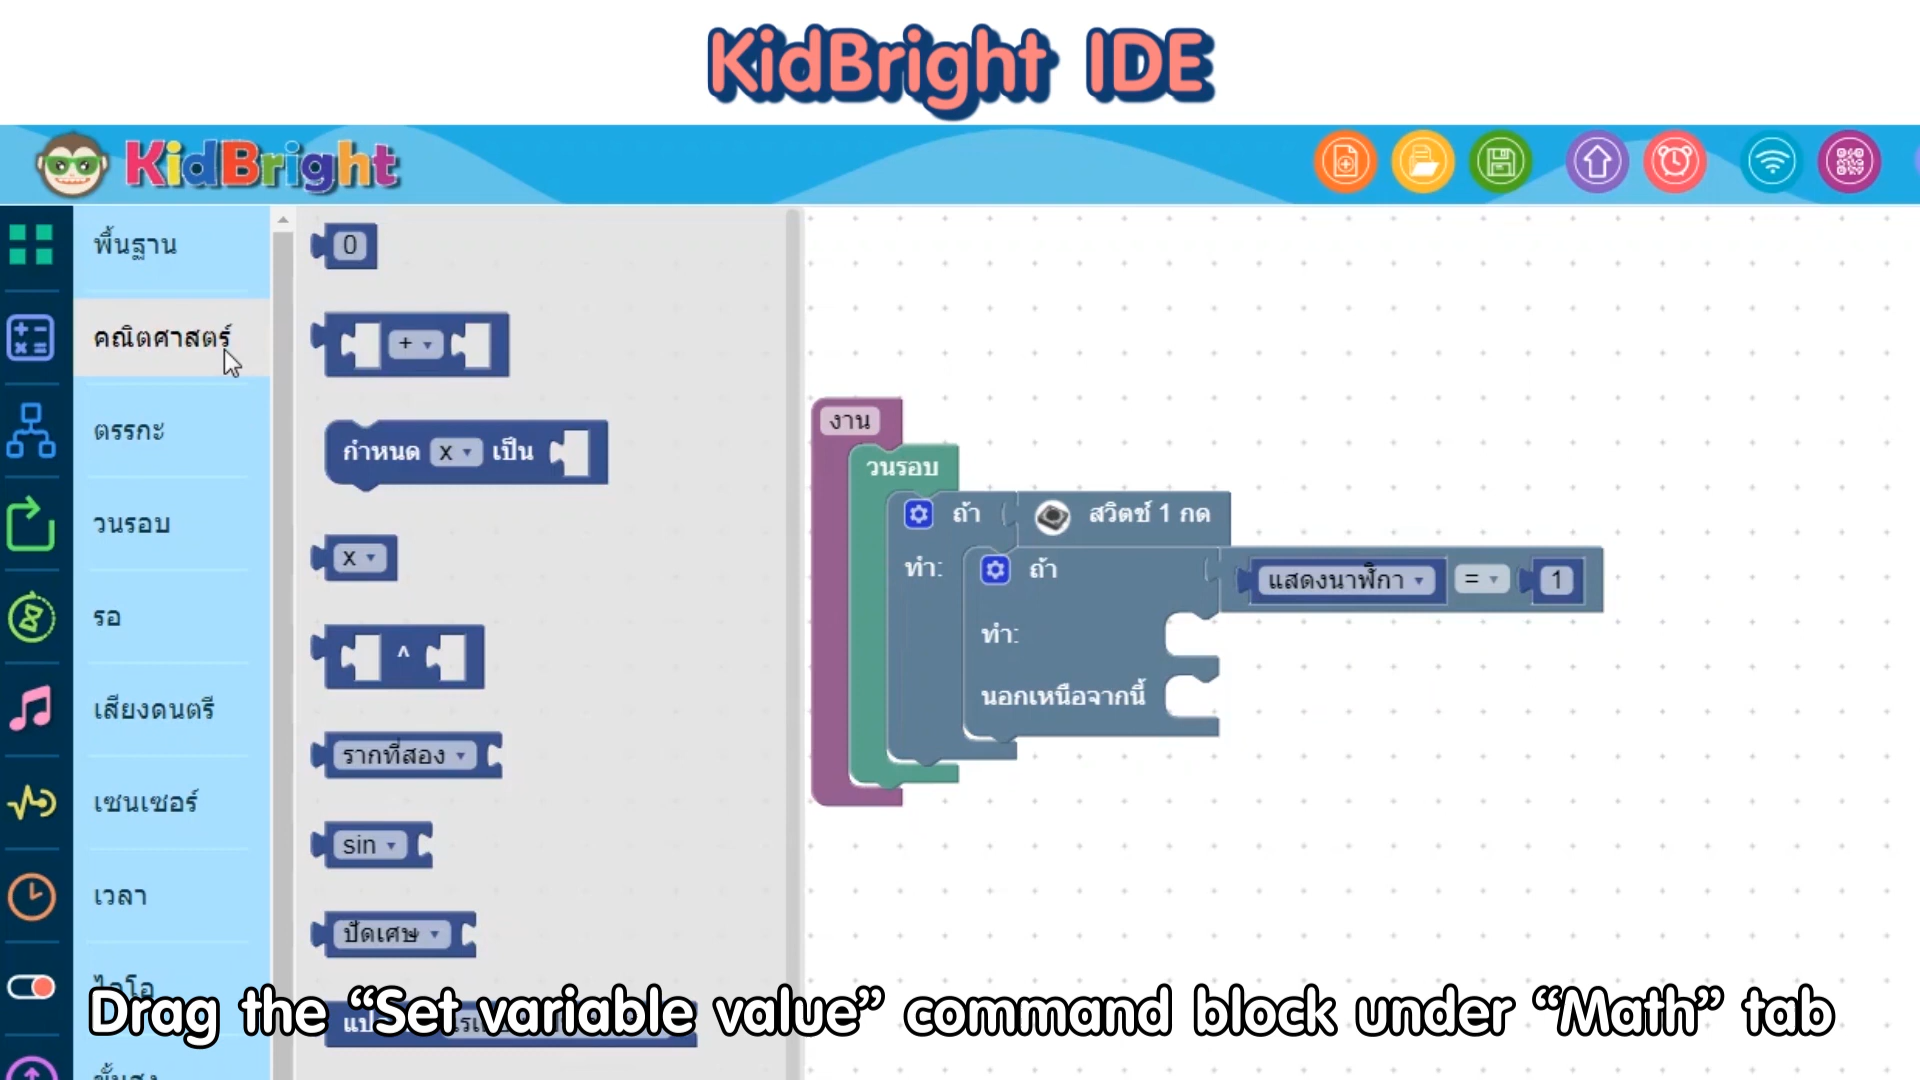 KidBright IDE
KidBright
พื้นฐาน
คณิตศาสตร์
ตรรกะ
วนรอบ
รอ
เสียงดนตรี
เซนเซอร์
เวลา
ไอโอ
0
+
กำหนด x เป็น
x
^
รากที่สอง
sin
ปัดเศษ
งาน
วนรอบ
ถ้า สวิตช์ 1 กด
ทำ: ถ้า แสดงนาฬิกา = 1
ทำ:
นอกเหนือจากนี้
Drag the “Set variable value” command block under “Math” tab